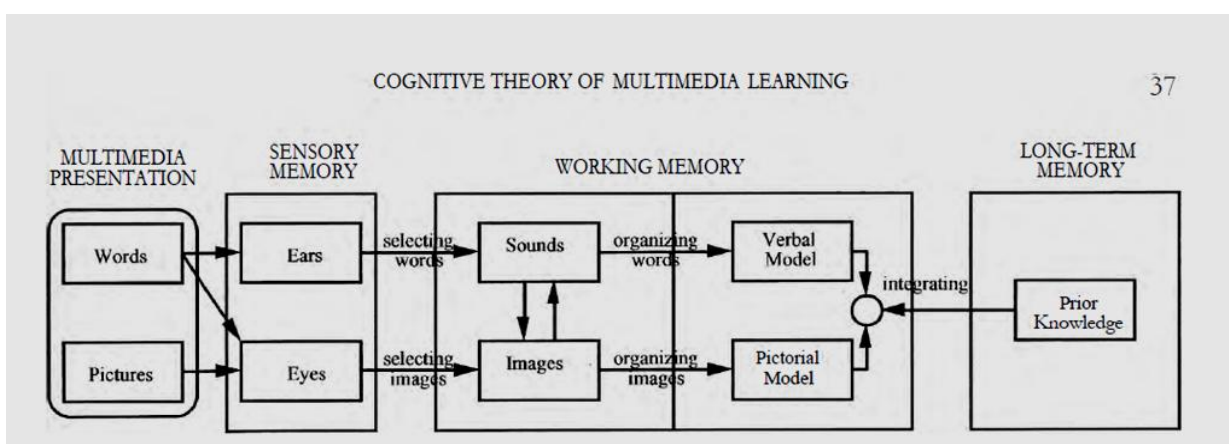 COGNITIVE THEORY OF MULTIMEDIA LEARNING 37
MULTIMEDIA
PRESENTATION
SENSORY
MEMORY
WORKING MEMORY
LONG-TERM
MEMORY
Words
Ears
selecting
words
Sounds
organizing
words
Verbal
Model
integrating
Prior
Knowledge
Pictures
Eyes
selecting
images
Images
organizing
images
Pictorial
Model